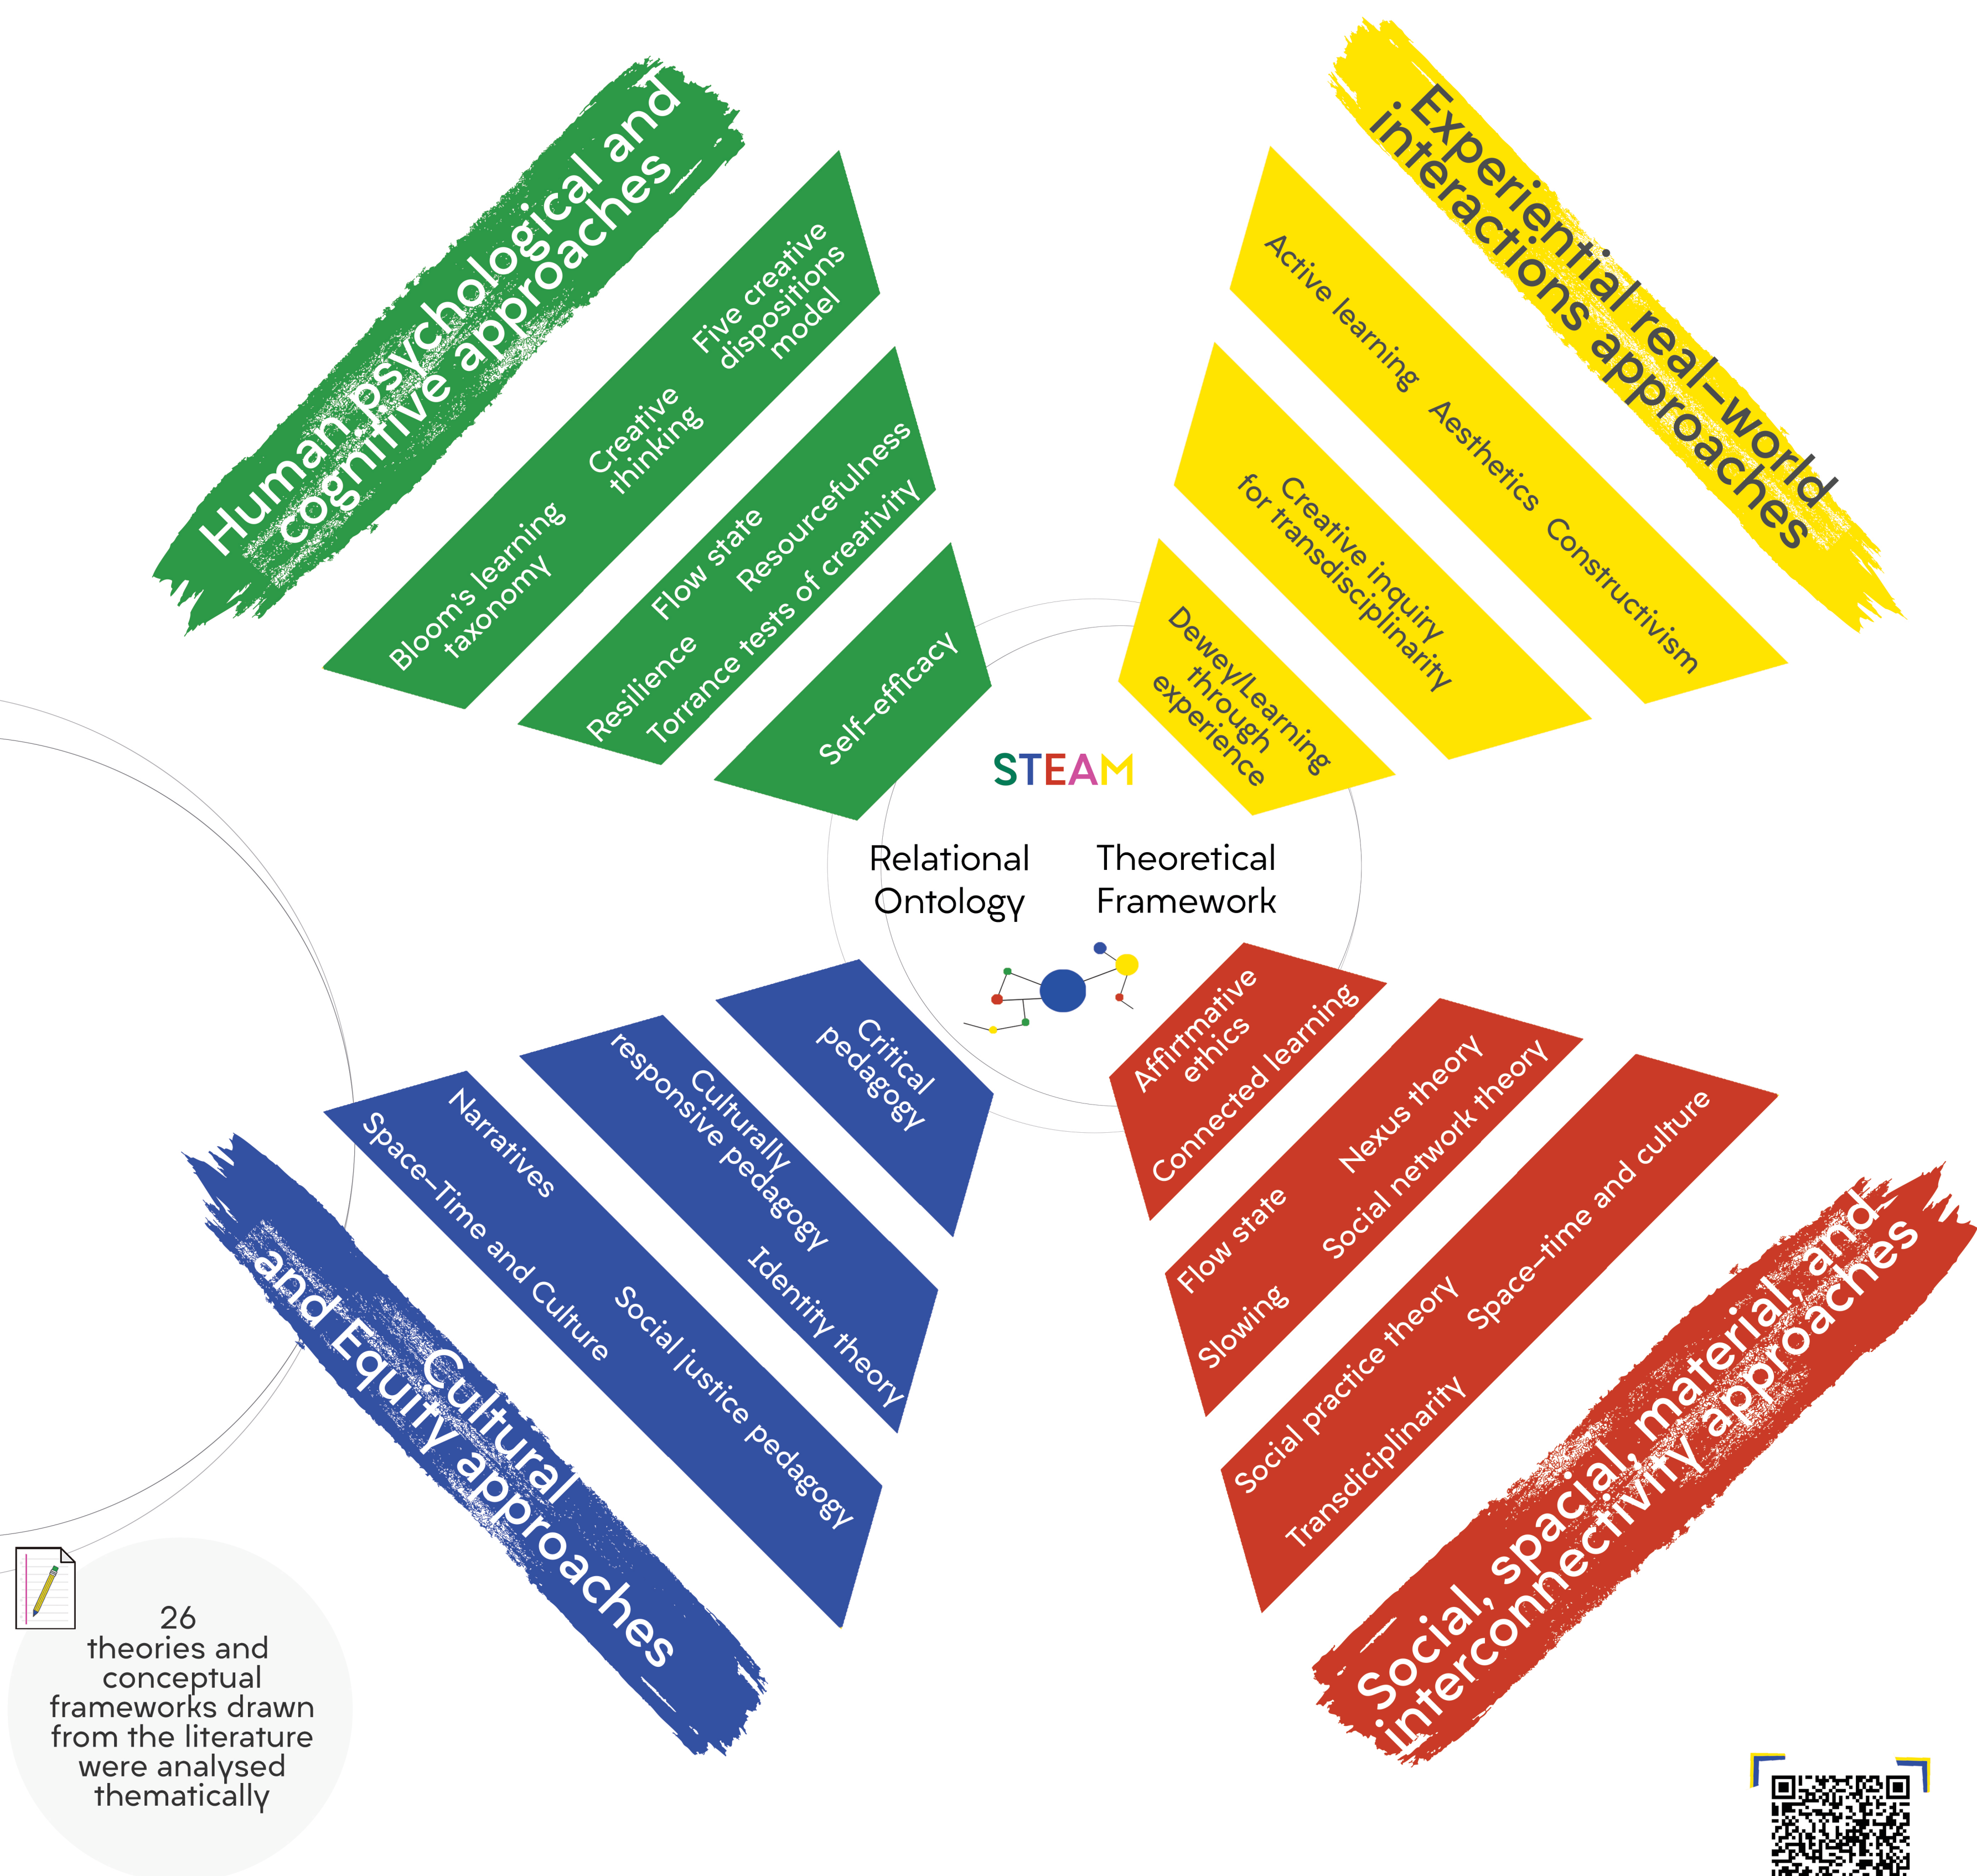 Human psychological and
cognitive approaches
Five creative
dispositions
model
Creative
thinking
Bloom's learning
taxonomy
Flow state
Resourcefulness
Resilience
Torrance tests of creativity
Self-efficacy
Experiential real-world
interactions approaches
Active learning
Aesthetics
Constructivism
Creative inquiry
for transdisciplinarity
Dewey/Learning
through
experience
STEAM
Relational
Ontology
Theoretical
Framework
Critical
pedagogy
Culturally
responsive pedagogy
Identity theory
Narratives
Space-Time and Culture
Social justice pedagogy
Cultural
and Equity approaches
Affirtmative
ethics
Connected learning
Nexus theory
Flow state
Social network theory
Slowing
Space-time and culture
Social practice theory
Transdiciplinarity
Social, spacial, material, and
interconnectivity approaches
26
theories and
conceptual
frameworks drawn
from the literature
were analysed
thematically